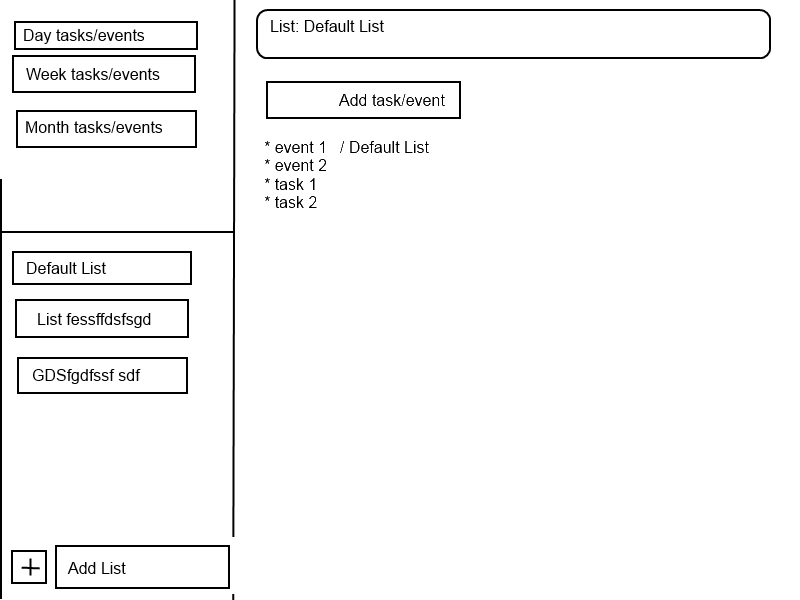 Day tasks/events
Week tasks/events
Month tasks/events
Default List
List fessffdsfsgd
GDSfgdfssf sdf
Add List
List: Default List
Add task/event
* event 1 / Default List
* event 2
* task 1
* task 2